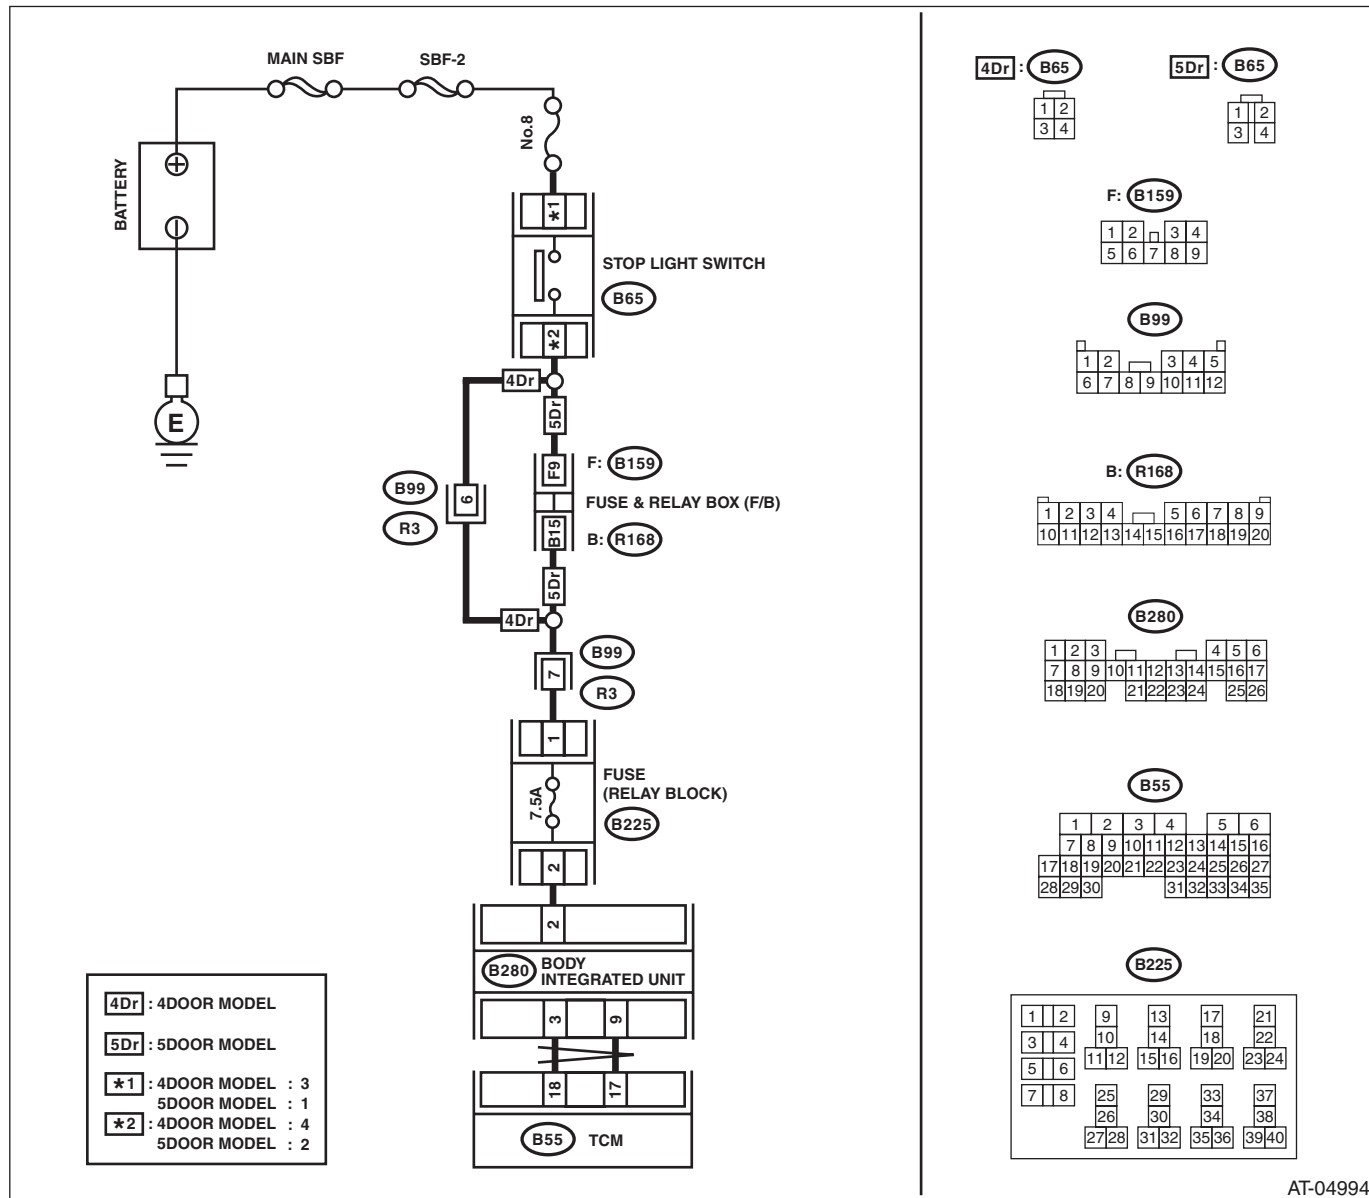 MAIN SBF
SBF-2
No.8
BATTERY
E
*1
STOP LIGHT SWITCH
B65
*2
4Dr
5Dr
F9
F: B159
FUSE & RELAY BOX (F/B)
B15
B: R168
5Dr
4Dr
B99
R3
6
B99
R3
7
1
7.5A
FUSE
(RELAY BLOCK)
B225
2
2
B280 BODY
INTEGRATED UNIT
3 9
18 17
B55 TCM
4Dr : 4DOOR MODEL
5Dr : 5DOOR MODEL
*1 : 4DOOR MODEL : 3
5DOOR MODEL : 1
*2 : 4DOOR MODEL : 4
5DOOR MODEL : 2
4Dr : B65
1 2
3 4
5Dr : B65
1 2
3 4
F: B159
1 2 3 4
5 6 7 8 9
B99
1 2 3 4 5
6 7 8 9 10 11 12
B: R168
1 2 3 4 5 6 7 8 9
10 11 12 13 14 15 16 17 18 19 20
B280
1 2 3 4 5 6
7 8 9 10 11 12 13 14 15 16 17
18 19 20 21 22 23 24 25 26
B55
1 2 3 4 5 6
7 8 9 10 11 12 13 14 15 16
17 18 19 20 21 22 23 24 25 26 27
28 29 30 31 32 33 34 35
B225
1 2 9 13 17 21
3 4 10 14 18 22
5 6 11 12 15 16 19 20 23 24
7 8 25 29 33 37
26 30 34 38
27 28 31 32 35 36 39 40
AT-04994